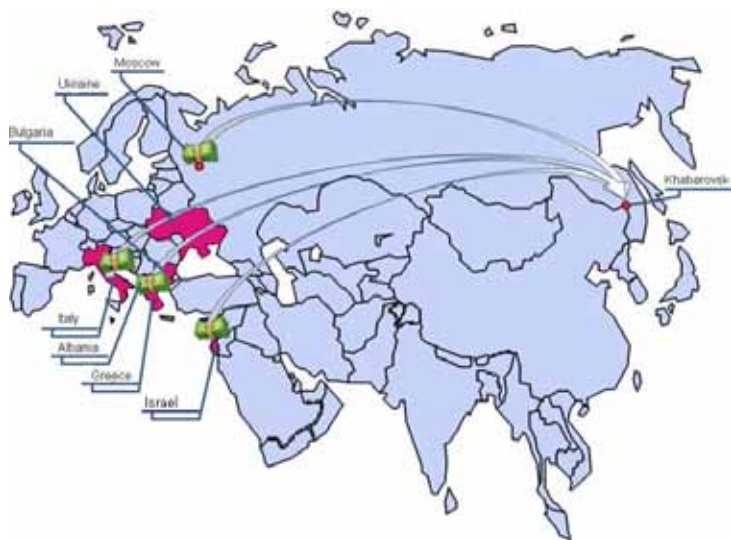 Moscow
Ukraine
Bulgaria
Khabarovsk
Italy
Albania
Greece
Israel